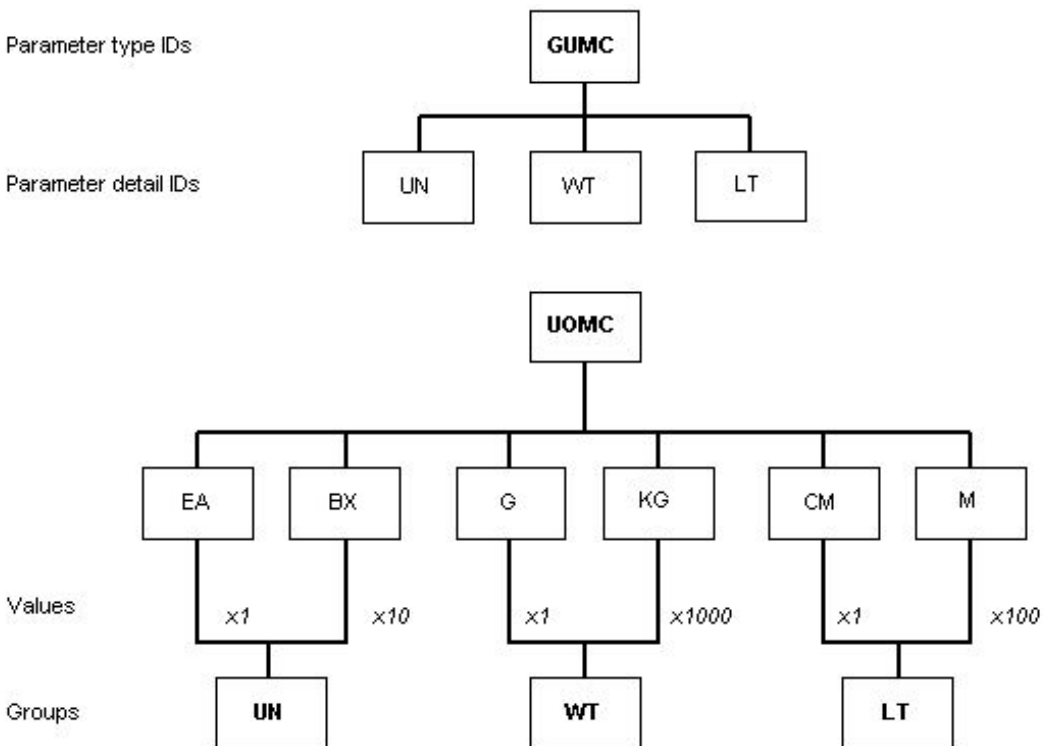 Parameter type IDs GUMC
Parameter detail IDs UN WT LT
UOMC
EA BX G KG CM M
Values x1 x10 x1 x1000 x1 x100
Groups UN WT LT